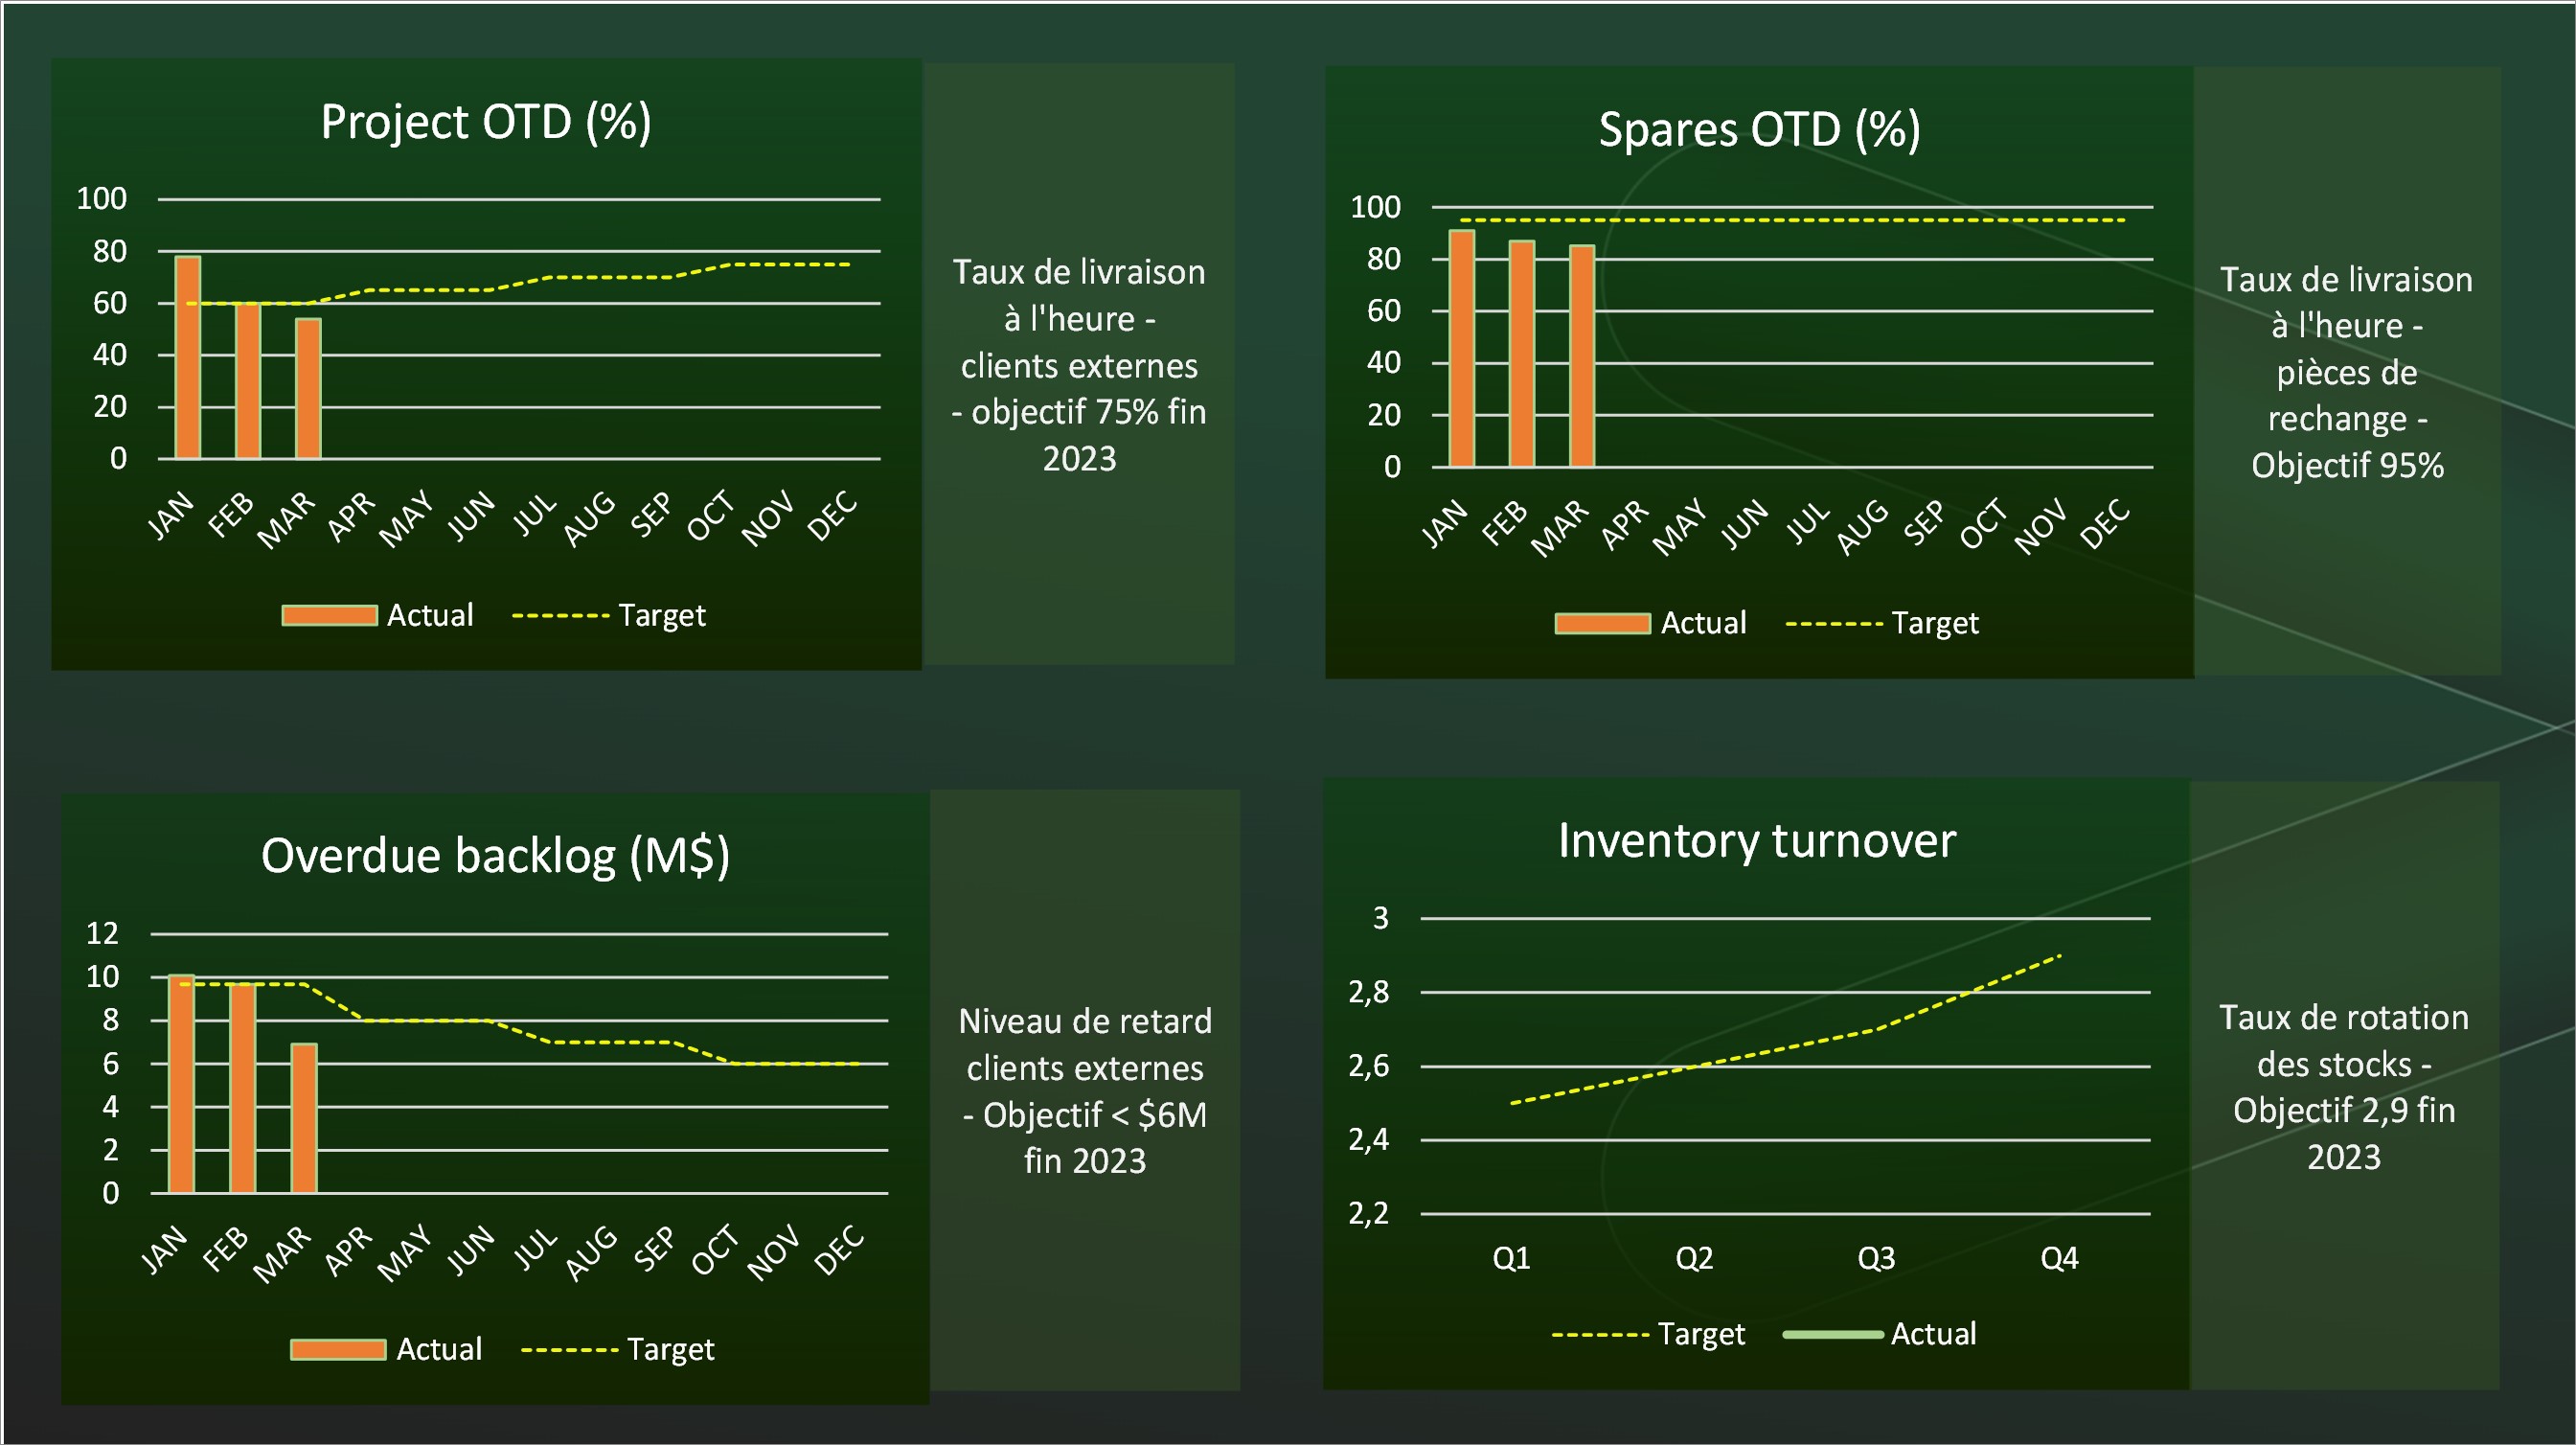 Project OTD (%)
100
80
60
40
20
0
JAN FEB MAR APR MAY JUN JUL AUG SEP OCT NOV DEC
Actual Target
Taux de livraison
à l'heure -
clients externes
- objectif 75% fin
2023
Spares OTD (%)
100
80
60
40
20
0
JAN FEB MAR APR MAY JUN JUL AUG SEP OCT NOV DEC
Actual Target
Taux de livraison
à l'heure -
pièces de
rechange -
Objectif 95%
Overdue backlog (M$)
12
10
8
6
4
2
0
JAN FEB MAR APR MAY JUN JUL AUG SEP OCT NOV DEC
Actual Target
Niveau de retard
clients externes
- Objectif < $6M
fin 2023
Inventory turnover
3
2,8
2,6
2,4
2,2
Q1 Q2 Q3 Q4
Target Actual
Taux de rotation
des stocks -
Objectif 2,9 fin
2023